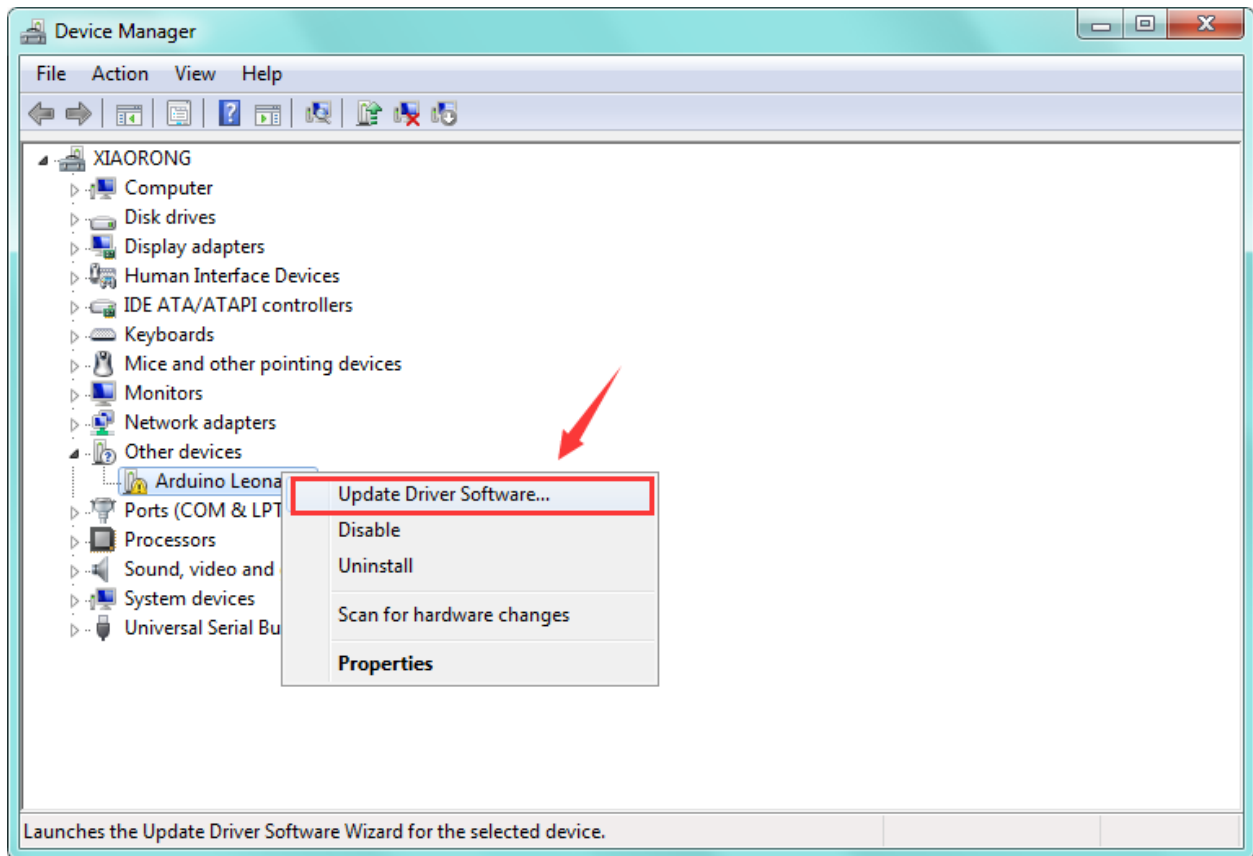 Device Manager
File Action View Help
XIAORONG
Computer
Disk drives
Display adapters
Human Interface Devices
IDE ATA/ATAPI controllers
Keyboards
Mice and other pointing devices
Monitors
Network adapters
Other devices
Arduino Leona
Update Driver Software...
Ports (COM & LPT
Disable
Processors
Sound, video and
Uninstall
System devices
Scan for hardware changes
Universal Serial Bu
Properties
Launches the Update Driver Software Wizard for the selected device.